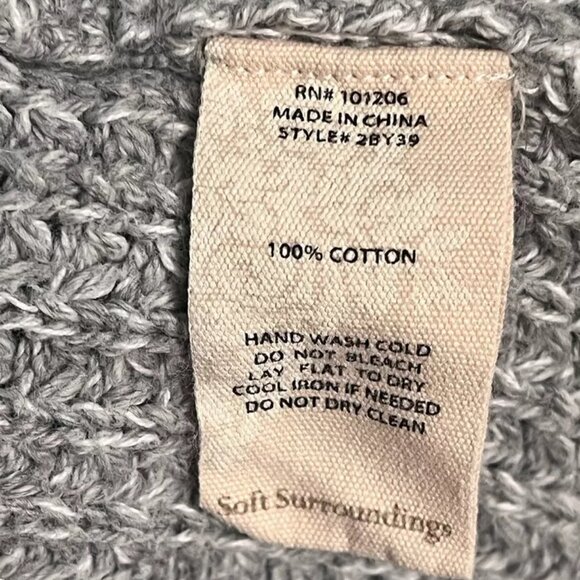 RN# 101206
MADE IN CHINA
STYLE# 2BY39
100% COTTON
HAND WASH COLD
DO NOT BLEACH
LAY FLAT TO DRY
COOL IRON IF NEEDED
DO NOT DRY CLEAN
Soft Surroundings